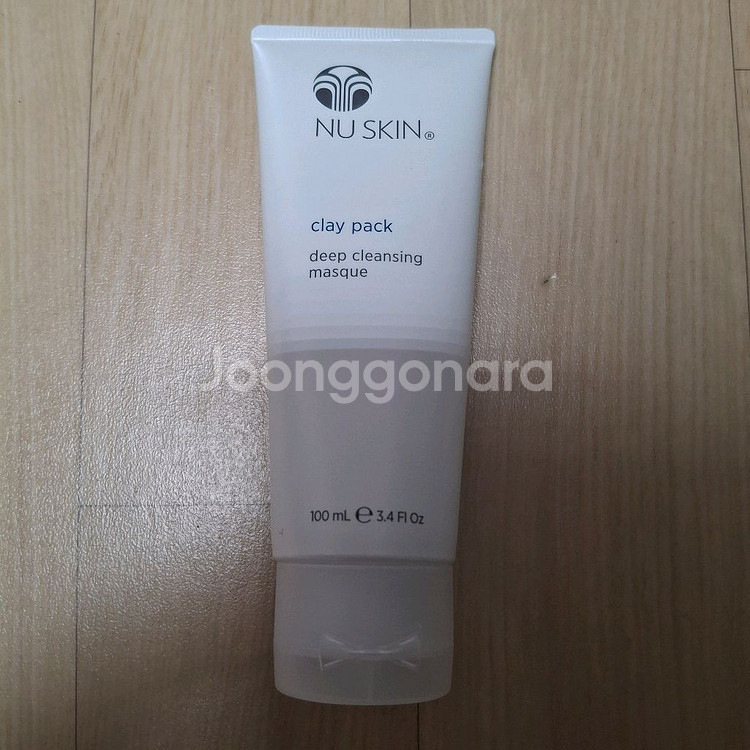 NU SKIN®
clay pack
deep cleansing
masque
Joonggonara
100 mL ℮ 3.4 Fl Oz